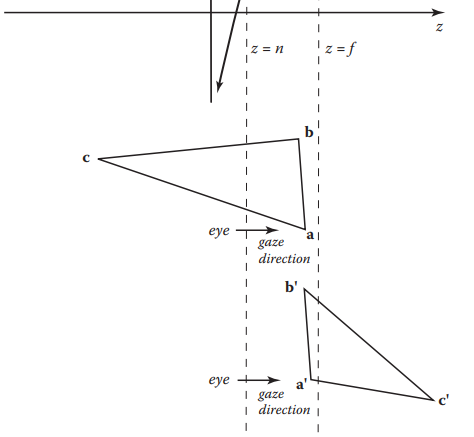 z
z = n
z = f
b
c
eye
a
gaze
direction
b'
eye
a'
gaze
direction
c'